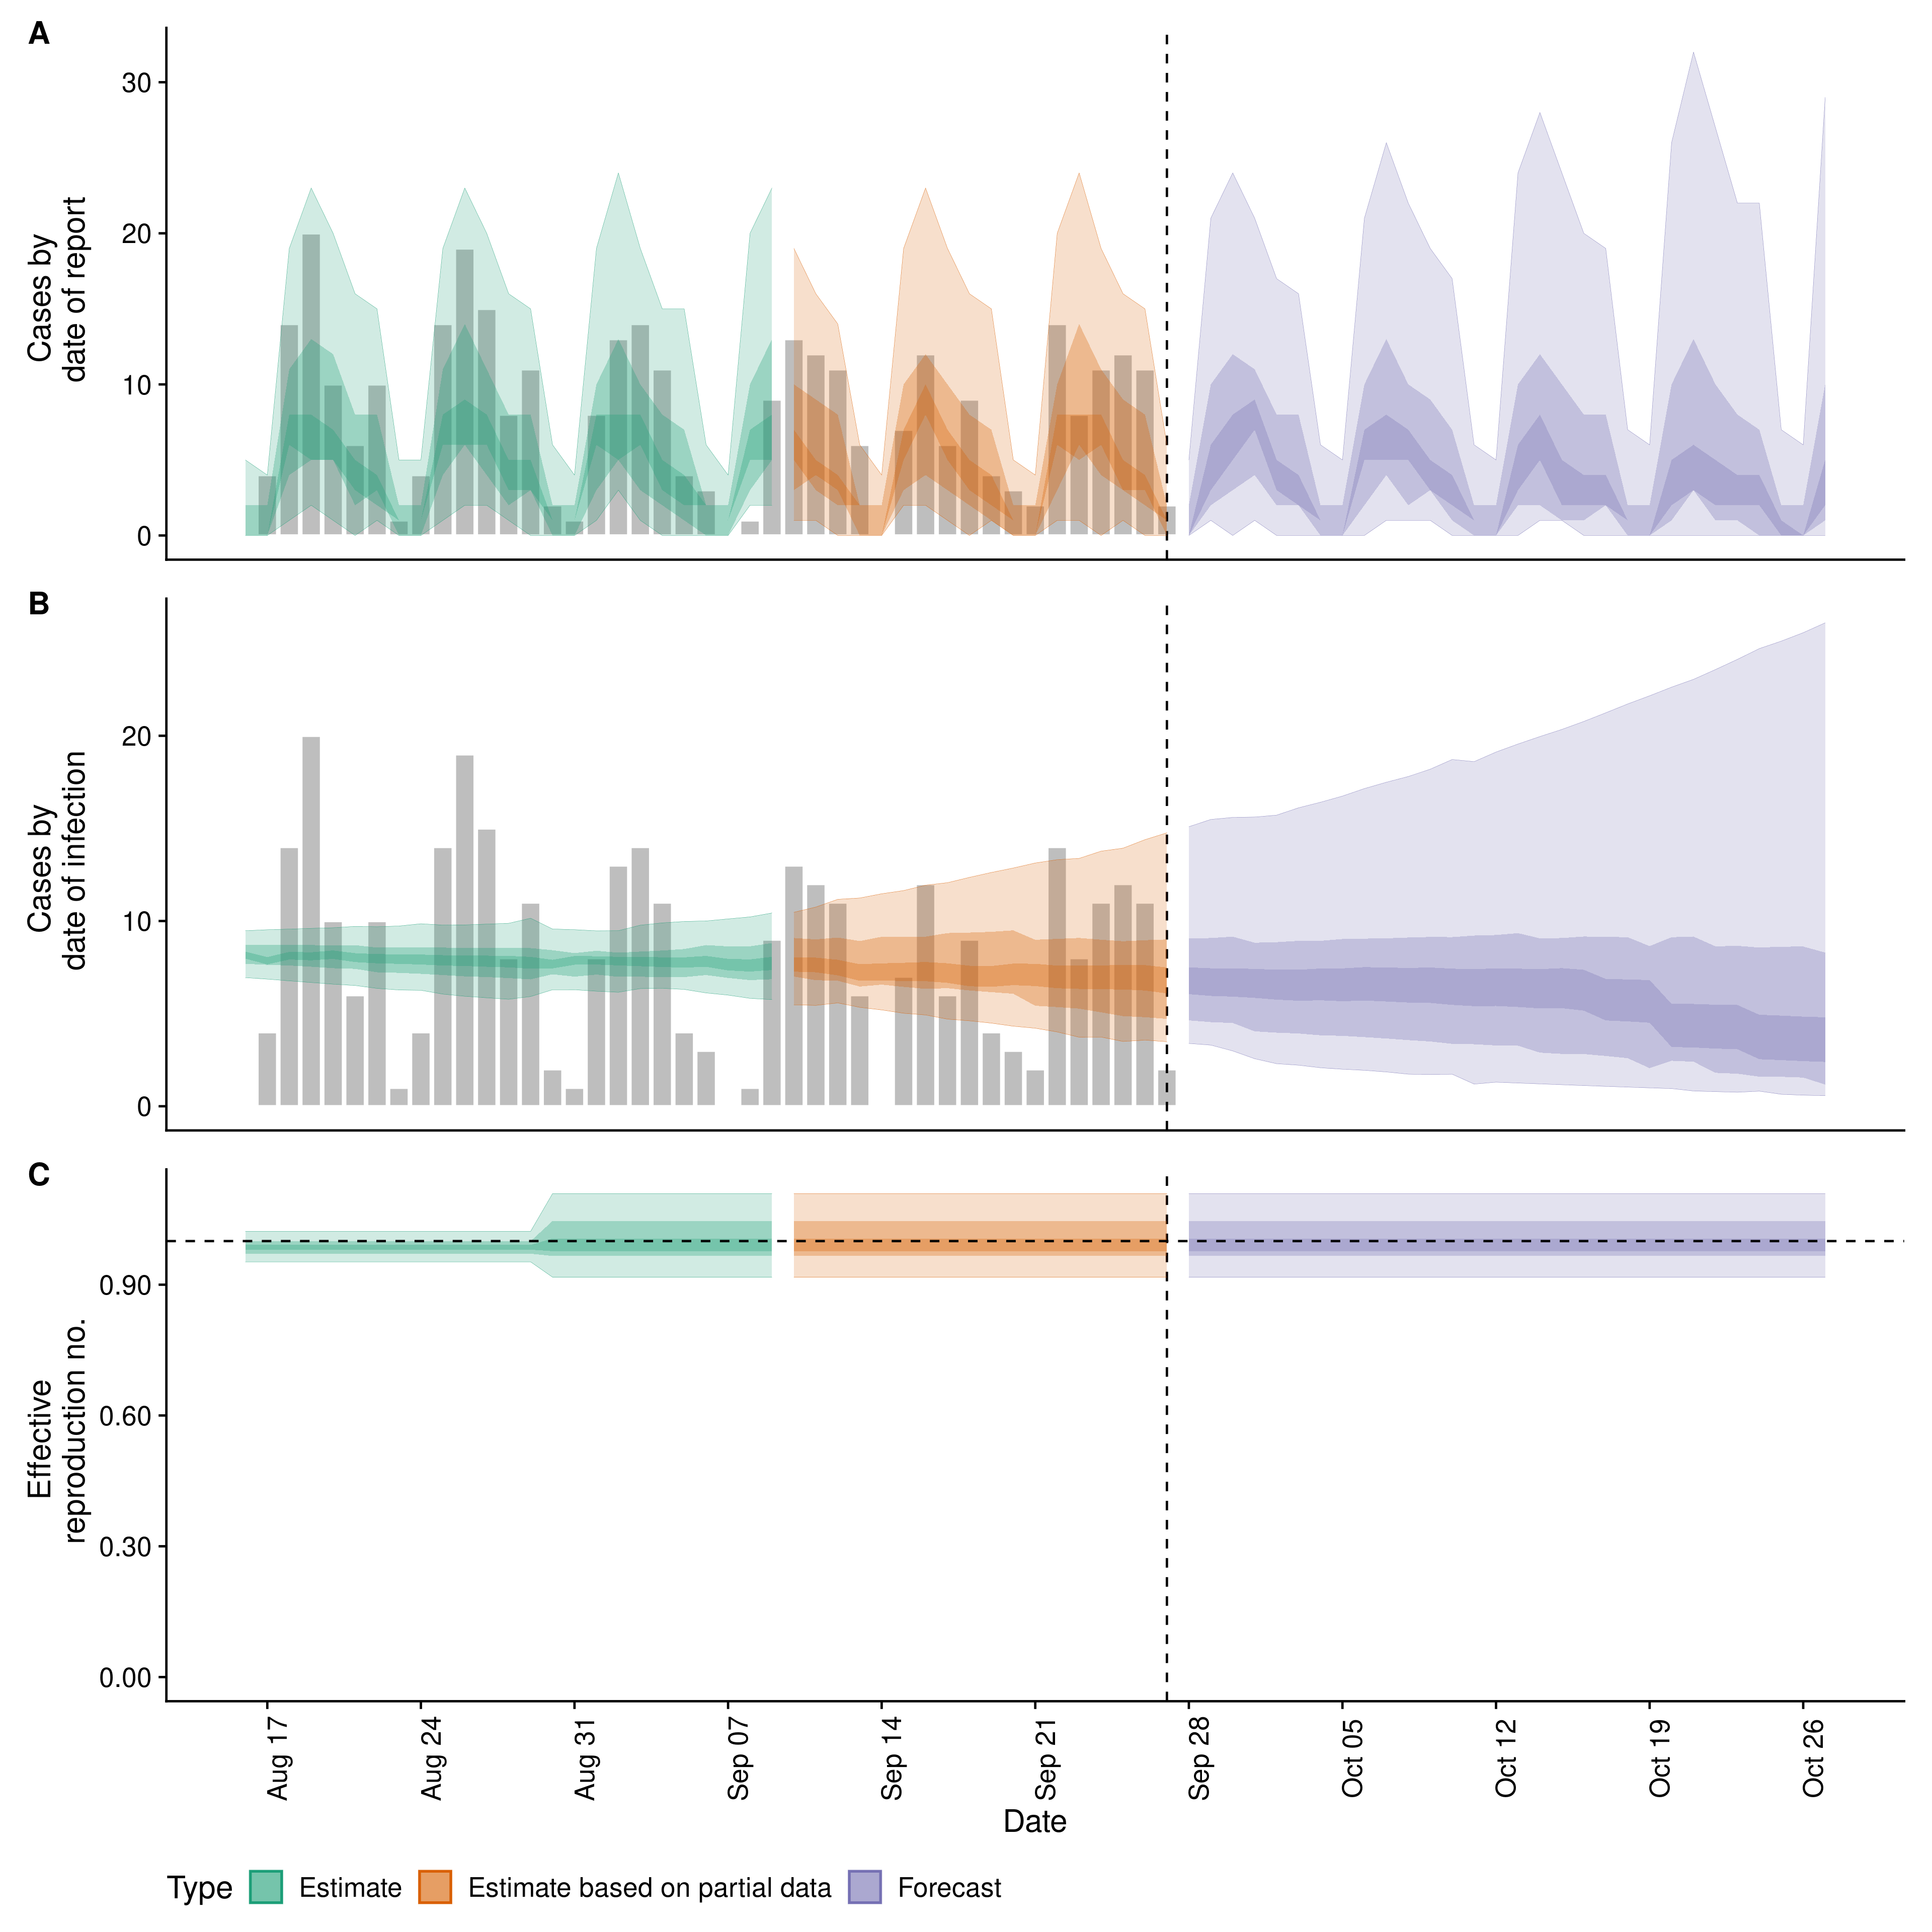 A
Cases by
date of report
30
20
10
0
B
Cases by
date of infection
20
10
0
C
Effective
reproduction no.
0.90
0.60
0.30
0.00
Aug 17
Aug 24
Aug 31
Sep 07
Sep 14
Sep 21
Sep 28
Oct 05
Oct 12
Oct 19
Oct 26
Date
Type Estimate Estimate based on partial data Forecast